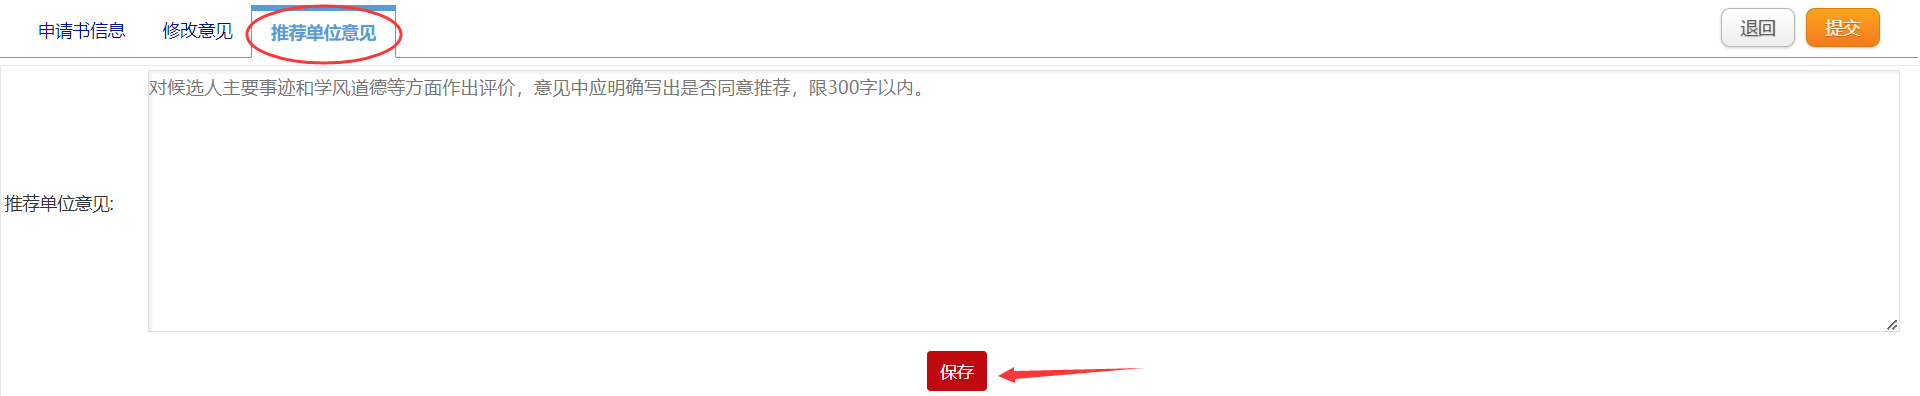 申请书信息 修改意见 推荐单位意见 退回 提交
对候选人主要事迹和学风道德等方面作出评价，意见中应明确写出是否同意推荐，限300字以内。
推荐单位意见:
保存